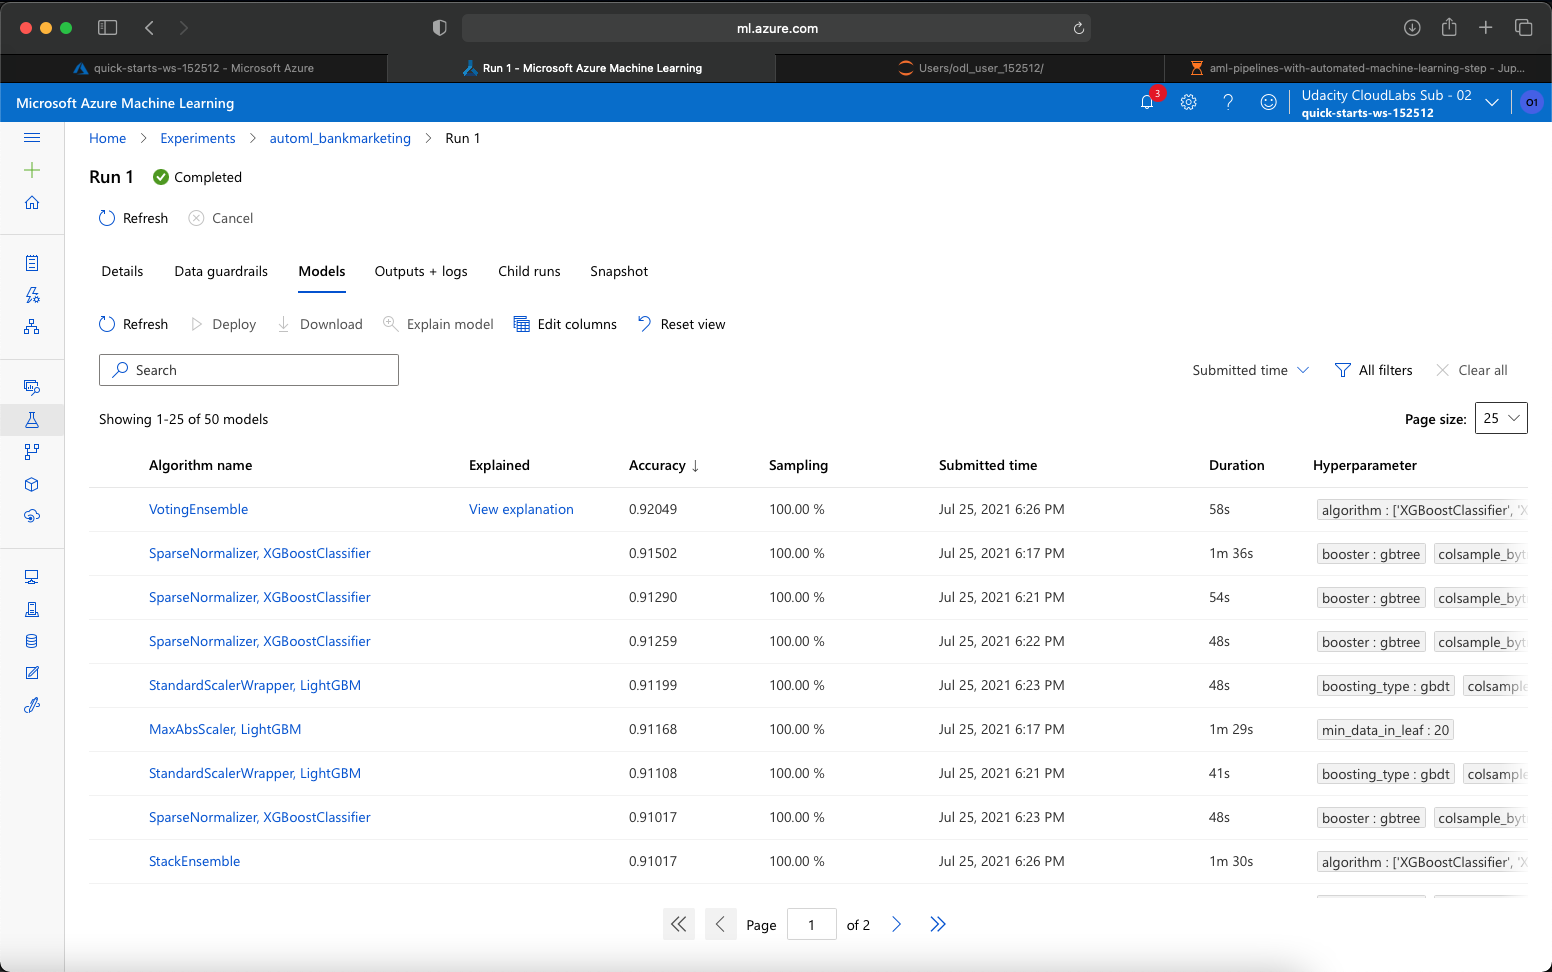 ml.azure.com
quick-starts-ws-152512 - Microsoft Azure
Run 1 - Microsoft Azure Machine Learning
Users/odl_user_152512/
aml-pipelines-with-automated-machine-learning-step - Jup...
Microsoft Azure Machine Learning
3
Udacity CloudLabs Sub - 02
quick-starts-ws-152512
O1
Home > Experiments > automl_bankmarketing > Run 1
Run 1 Completed
Refresh Cancel
Details Data guardrails Models Outputs + logs Child runs Snapshot
Refresh Deploy Download Explain model Edit columns Reset view
Search
Submitted time All filters Clear all
Showing 1-25 of 50 models
Page size: 25
Algorithm name Explained Accuracy ↓ Sampling Submitted time Duration Hyperparameter
VotingEnsemble View explanation 0.92049 100.00 % Jul 25, 2021 6:26 PM 58s algorithm : ['XGBoostClassifier', 'X
SparseNormalizer, XGBoostClassifier 0.91502 100.00 % Jul 25, 2021 6:17 PM 1m 36s booster : gbtree colsample_byt
SparseNormalizer, XGBoostClassifier 0.91290 100.00 % Jul 25, 2021 6:21 PM 54s booster : gbtree colsample_byt
SparseNormalizer, XGBoostClassifier 0.91259 100.00 % Jul 25, 2021 6:22 PM 48s booster : gbtree colsample_byt
StandardScalerWrapper, LightGBM 0.91199 100.00 % Jul 25, 2021 6:23 PM 48s boosting_type : gbdt colsample
MaxAbsScaler, LightGBM 0.91168 100.00 % Jul 25, 2021 6:17 PM 1m 29s min_data_in_leaf : 20
StandardScalerWrapper, LightGBM 0.91108 100.00 % Jul 25, 2021 6:21 PM 41s boosting_type : gbdt colsample
SparseNormalizer, XGBoostClassifier 0.91017 100.00 % Jul 25, 2021 6:23 PM 48s booster : gbtree colsample_byt
StackEnsemble 0.91017 100.00 % Jul 25, 2021 6:26 PM 1m 30s algorithm : ['XGBoostClassifier', 'X
Page 1 of 2